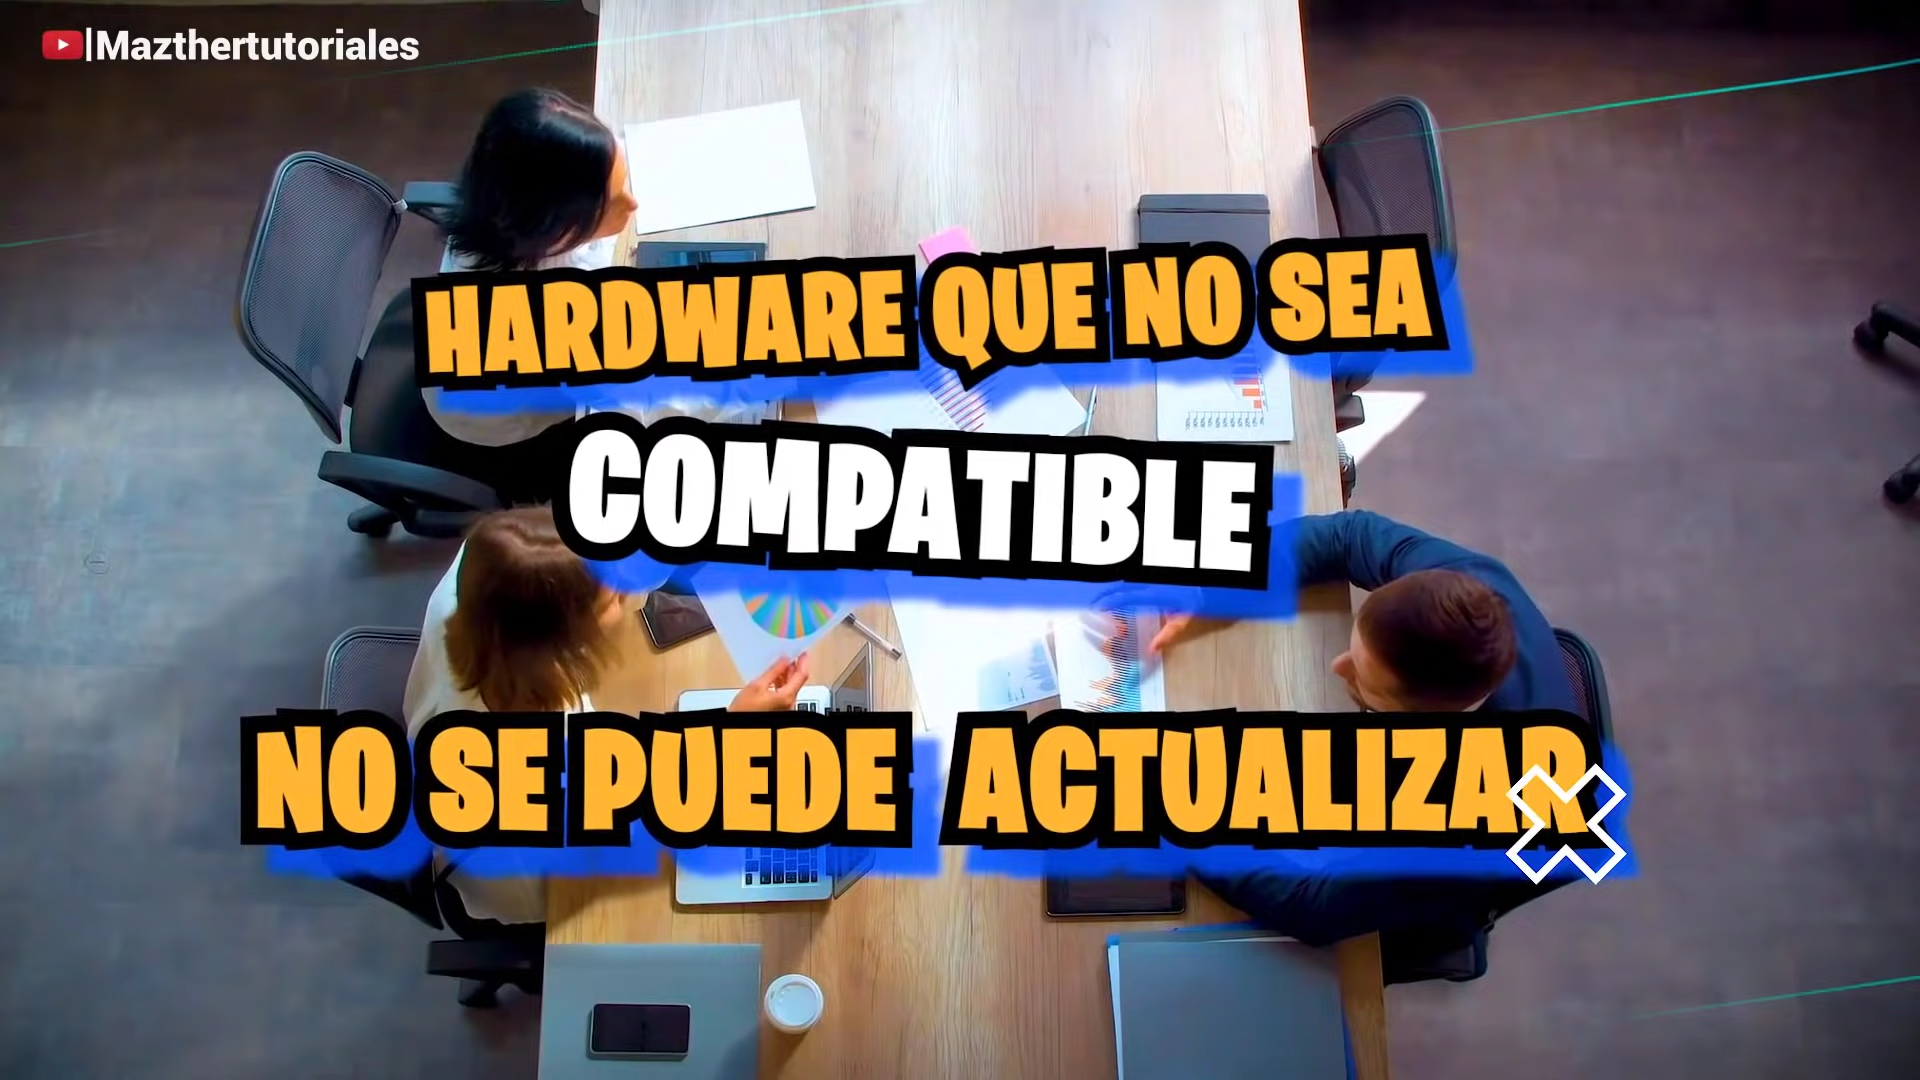 |Mazthertutoriales
HARDWARE QUE NO SEA
COMPATIBLE
NO SE PUEDE ACTUALIZAR